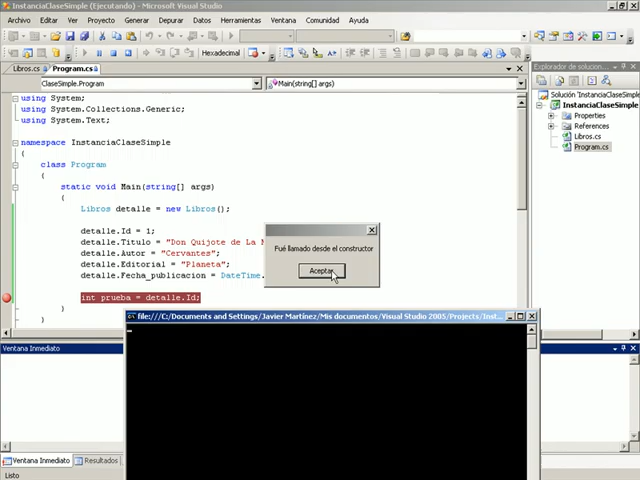 InstanciaClaseSimple (Ejecutando) - Microsoft Visual Studio
Archivo Editar Ver Proyecto Generar Depurar Datos Herramientas Ventana Comunidad Ayuda
Hexadecimal
Libros.cs Program.cs
ClaseSimple.Program Main(string[] args)
using System;
using System.Collections.Generic;
using System.Text;
namespace InstanciaClaseSimple
{
class Program
{
static void Main(string[] args)
{
Libros detalle = new Libros();
detalle.Id = 1;
detalle.Titulo = "Don Quijote de La M
detalle.Autor = "Cervantes";
detalle.Editorial = "Planeta";
detalle.Fecha_publicacion = DateTime.
int prueba = detalle.Id;
}
}
Fué llamado desde el constructor
Aceptar
Explorador de solucion...
Solución 'InstanciaClaseSimple
InstanciaClaseSimple
Properties
References
Libros.cs
Program.cs
file:///C:/Documents and Settings/Javier Martínez/Mis documentos/Visual Studio 2005/Projects/Inst...
Ventana Inmediato
Ventana Inmediato Resultados
Listo